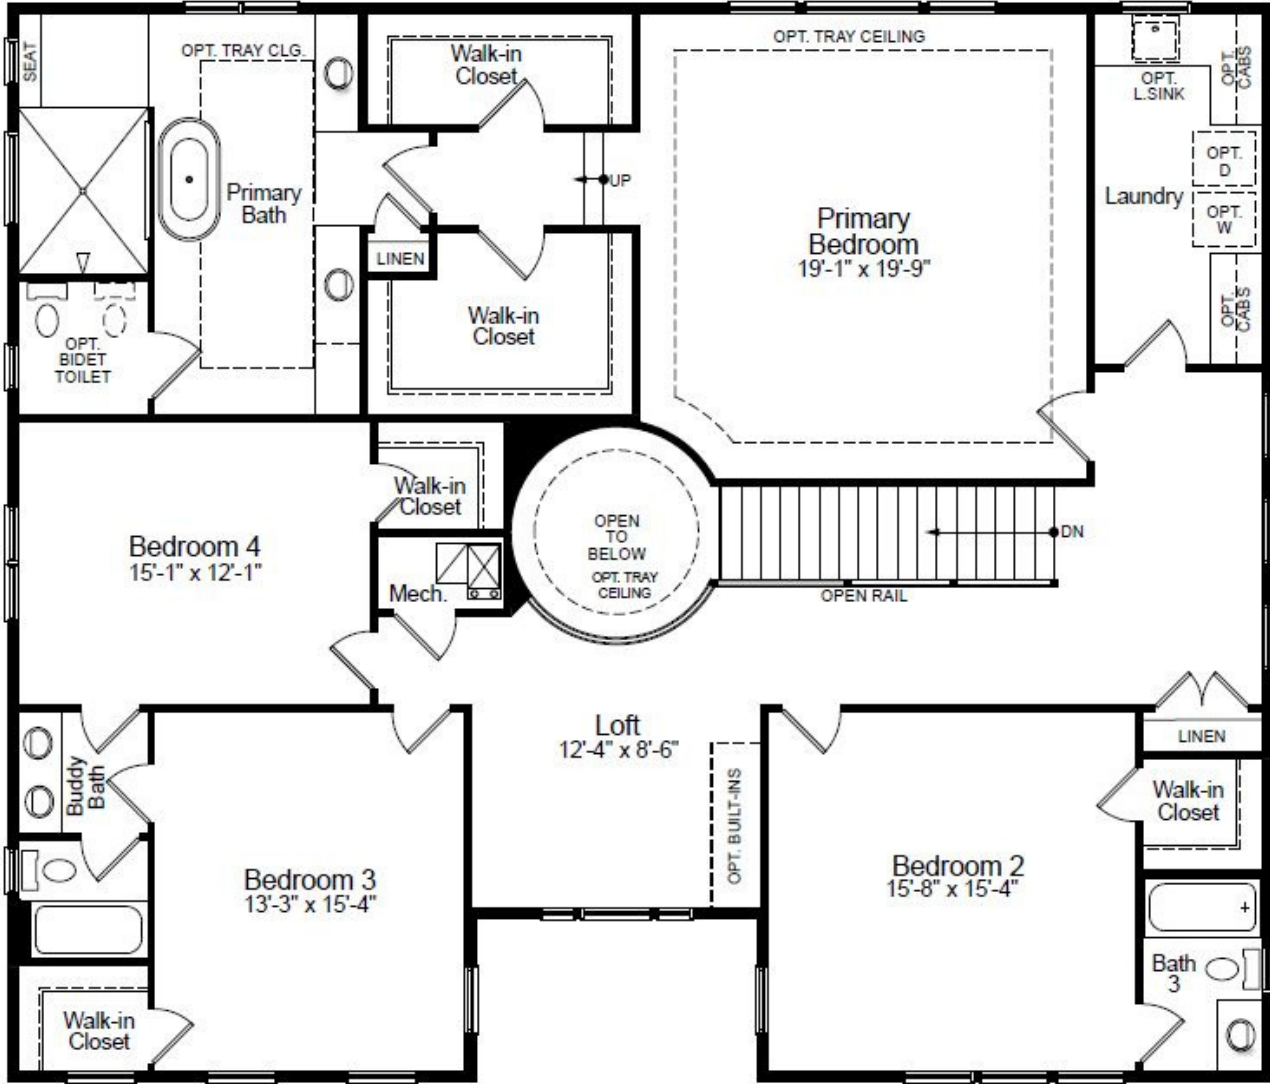 SEAT
OPT. TRAY CLG.
Primary
Bath
Walk-in
Closet
UP
LINEN
Walk-in
Closet
OPT.
BIDET
TOILET
OPT. TRAY CEILING
Primary
Bedroom
19'-1" x 19'-9"
OPT.
L.SINK
OPT.
CABS
OPT.
D
Laundry
OPT.
W
OPT.
CABS
Bedroom 4
15'-1" x 12'-1"
Walk-in
Closet
Mech.
OPEN
TO
BELOW
OPT. TRAY
CEILING
DN
OPEN RAIL
Buddy
Bath
Loft
12'-4" x 8'-6"
OPT. BUILT-INS
LINEN
Walk-in
Closet
Bedroom 3
13'-3" x 15'-4"
Bedroom 2
15'-8" x 15'-4"
Bath
3
Walk-in
Closet